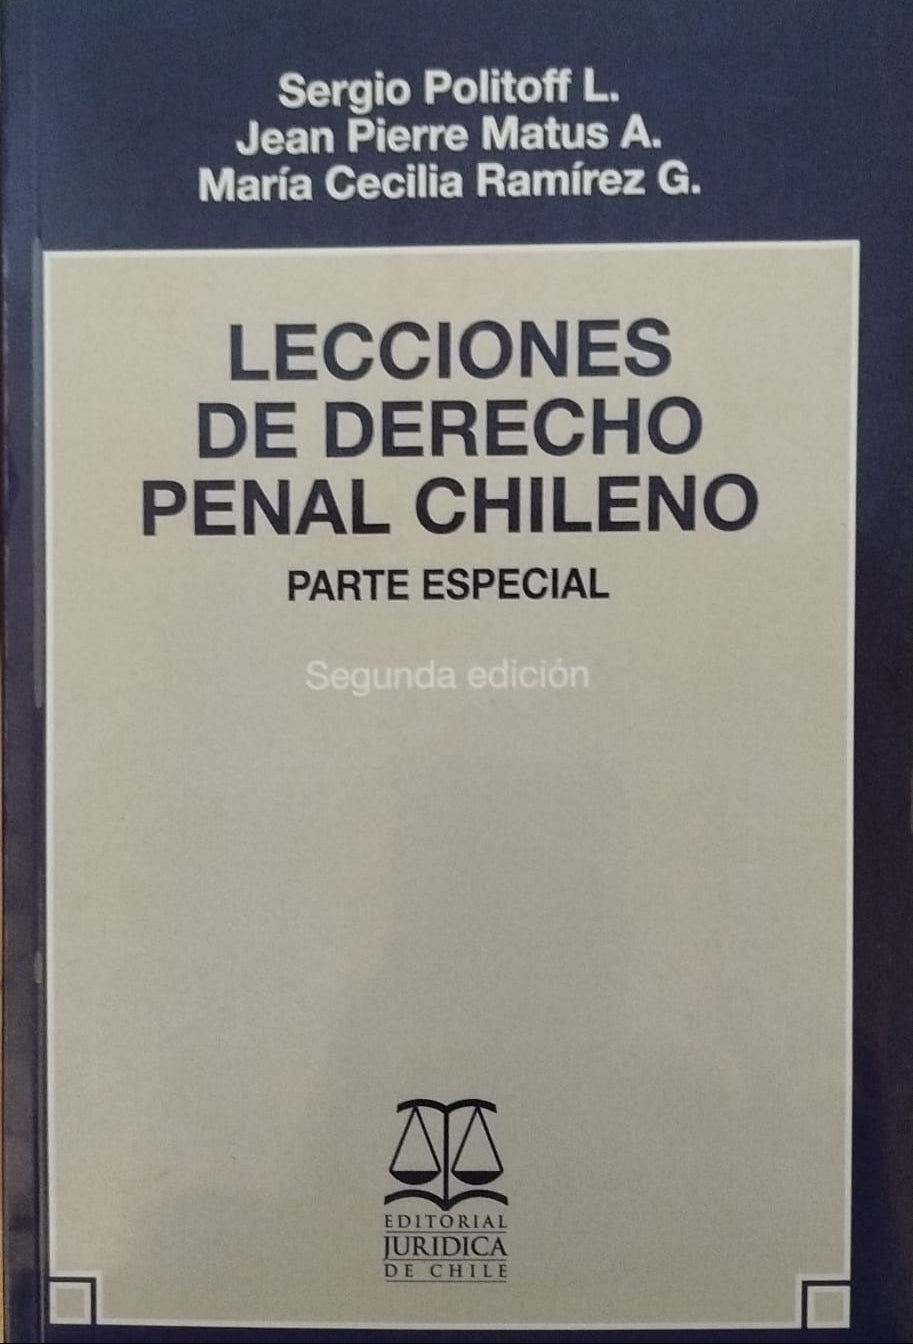 Sergio Politoff L.
Jean Pierre Matus A.
María Cecilia Ramírez G.
LECCIONES
DE DERECHO
PENAL CHILENO
PARTE ESPECIAL
Segunda edición
EDITORIAL
JURIDICA
DE CHILE